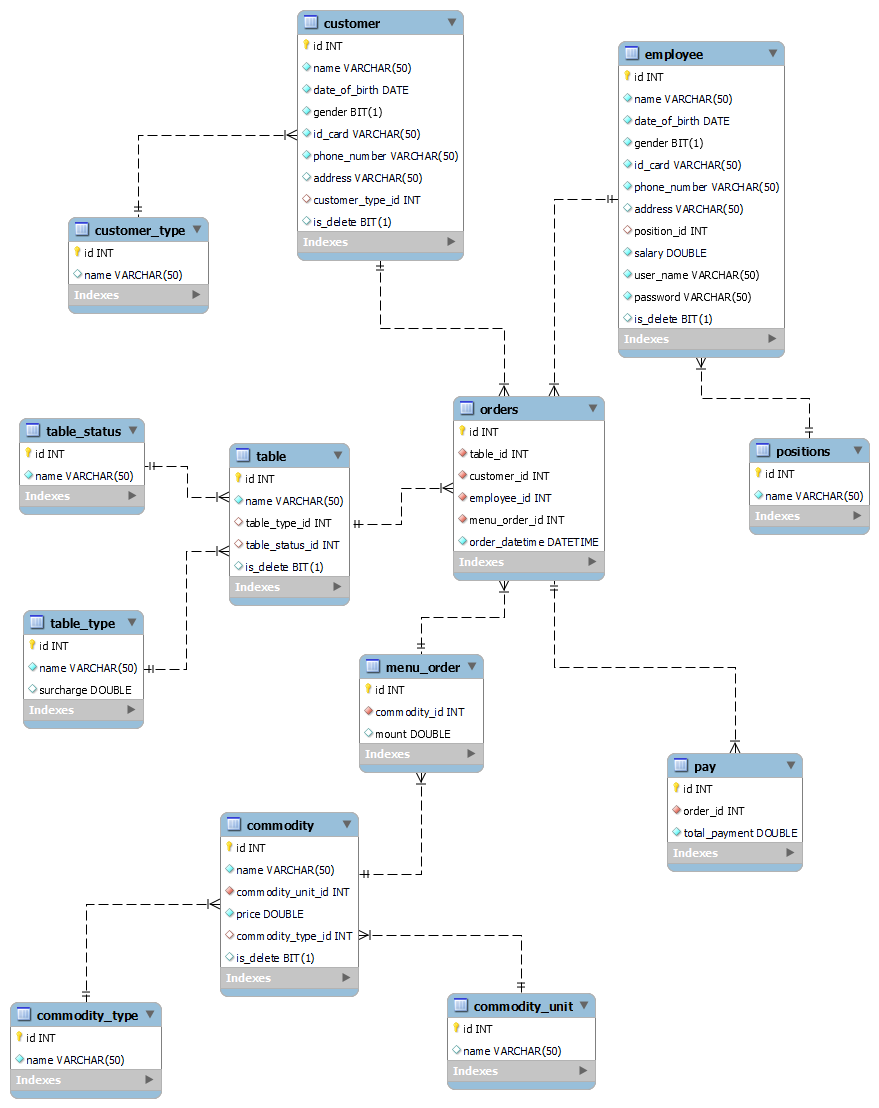 customer
id INT
name VARCHAR(50)
date_of_birth DATE
gender BIT(1)
id_card VARCHAR(50)
phone_number VARCHAR(50)
address VARCHAR(50)
customer_type_id INT
is_delete BIT(1)
Indexes
employee
id INT
name VARCHAR(50)
date_of_birth DATE
gender BIT(1)
id_card VARCHAR(50)
phone_number VARCHAR(50)
address VARCHAR(50)
position_id INT
salary DOUBLE
user_name VARCHAR(50)
password VARCHAR(50)
is_delete BIT(1)
Indexes
customer_type
id INT
name VARCHAR(50)
Indexes
orders
id INT
table_id INT
customer_id INT
employee_id INT
menu_order_id INT
order_datetime DATETIME
Indexes
table_status
id INT
name VARCHAR(50)
Indexes
table
id INT
name VARCHAR(50)
table_type_id INT
table_status_id INT
is_delete BIT(1)
Indexes
positions
id INT
name VARCHAR(50)
Indexes
table_type
id INT
name VARCHAR(50)
surcharge DOUBLE
Indexes
menu_order
id INT
commodity_id INT
mount DOUBLE
Indexes
pay
id INT
order_id INT
total_payment DOUBLE
Indexes
commodity
id INT
name VARCHAR(50)
commodity_unit_id INT
price DOUBLE
commodity_type_id INT
is_delete BIT(1)
Indexes
commodity_type
id INT
name VARCHAR(50)
Indexes
commodity_unit
id INT
name VARCHAR(50)
Indexes